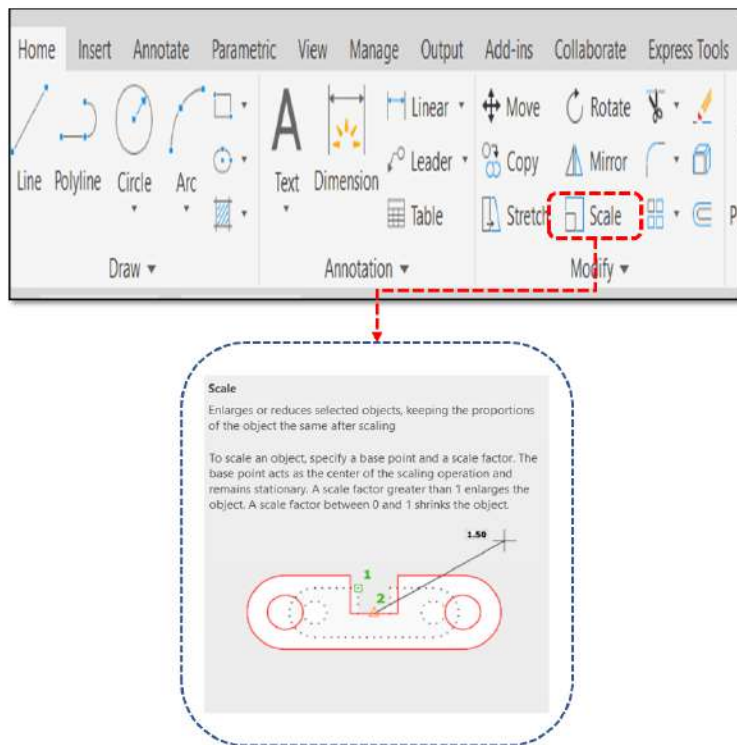 Home Insert Annotate Parametric View Manage Output Add-ins Collaborate Express Tools
Linear Move Rotate
Leader Copy Mirror
Line Polyline Circle Arc Text Dimension
Table Stretch Scale
Draw Annotation Modify
Scale
Enlarges or reduces selected objects, keeping the proportions
of the object the same after scaling
To scale an object, specify a base point and a scale factor. The
base point acts as the center of the scaling operation and
remains stationary. A scale factor greater than 1 enlarges the
object. A scale factor between 0 and 1 shrinks the object.
1.50
1
2